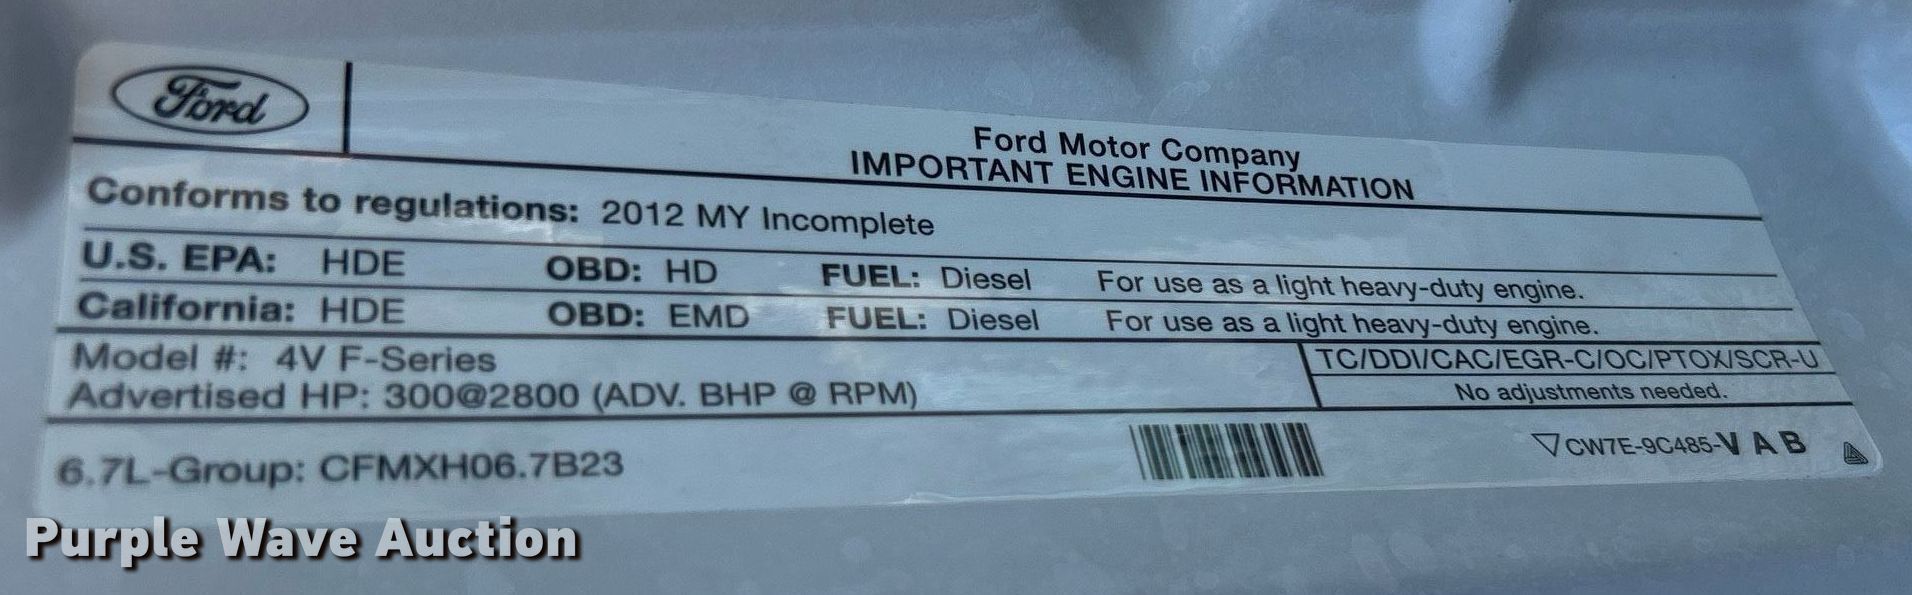 Ford
Ford Motor Company
IMPORTANT ENGINE INFORMATION
Conforms to regulations: 2012 MY Incomplete
U.S. EPA: HDE OBD: HD FUEL: Diesel For use as a light heavy-duty engine.
California: HDE OBD: EMD FUEL: Diesel For use as a light heavy-duty engine.
Model #: 4V F-Series
TC/DDI/CAC/EGR-C/OC/PTOX/SCR-U
Advertised HP: 300@2800 (ADV. BHP @ RPM)
No adjustments needed.
6.7L-Group: CFMXH06.7B23
CW7E-9C485-V A B
Purple Wave Auction